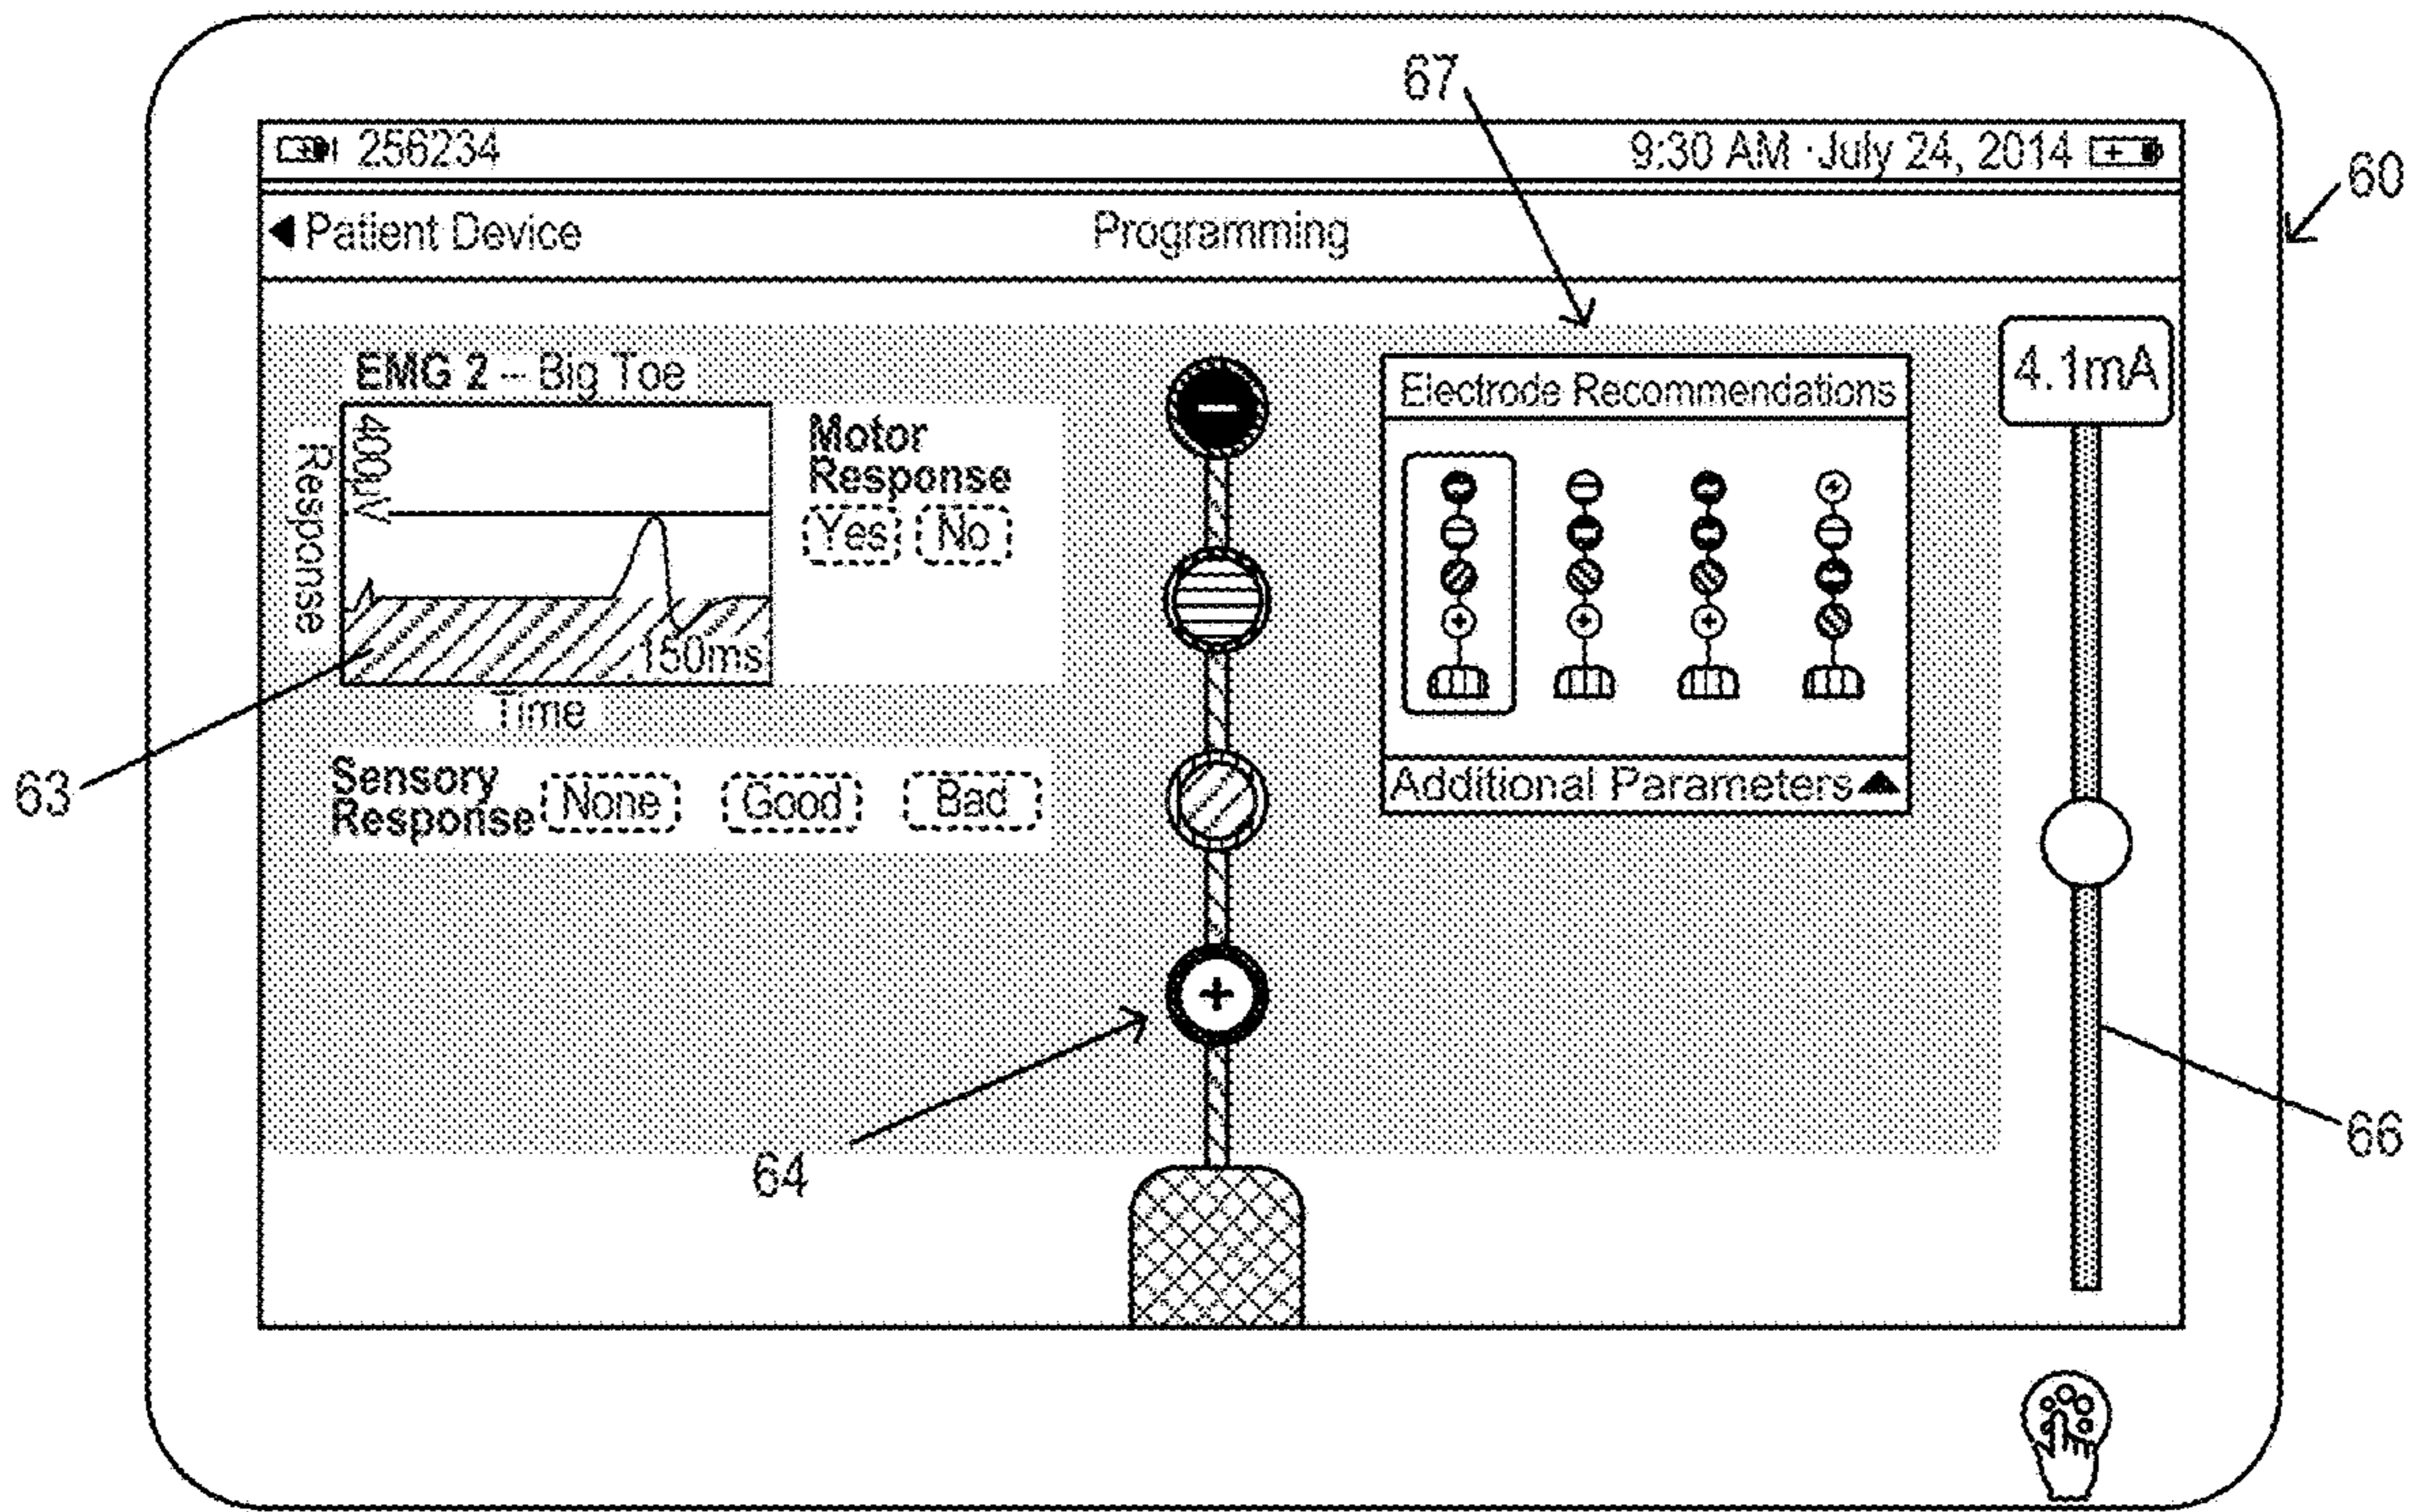 67
256234
9:30 AM ·July 24, 2014
60
Patient Device
Programming
EMG 2 -- Big Toe
400µV
Response
150ms
Time
Motor
Response
Yes No
63
Sensory
Response
None Good Bad
−
+
64
Electrode Recommendations
Additional Parameters
4.1mA
66